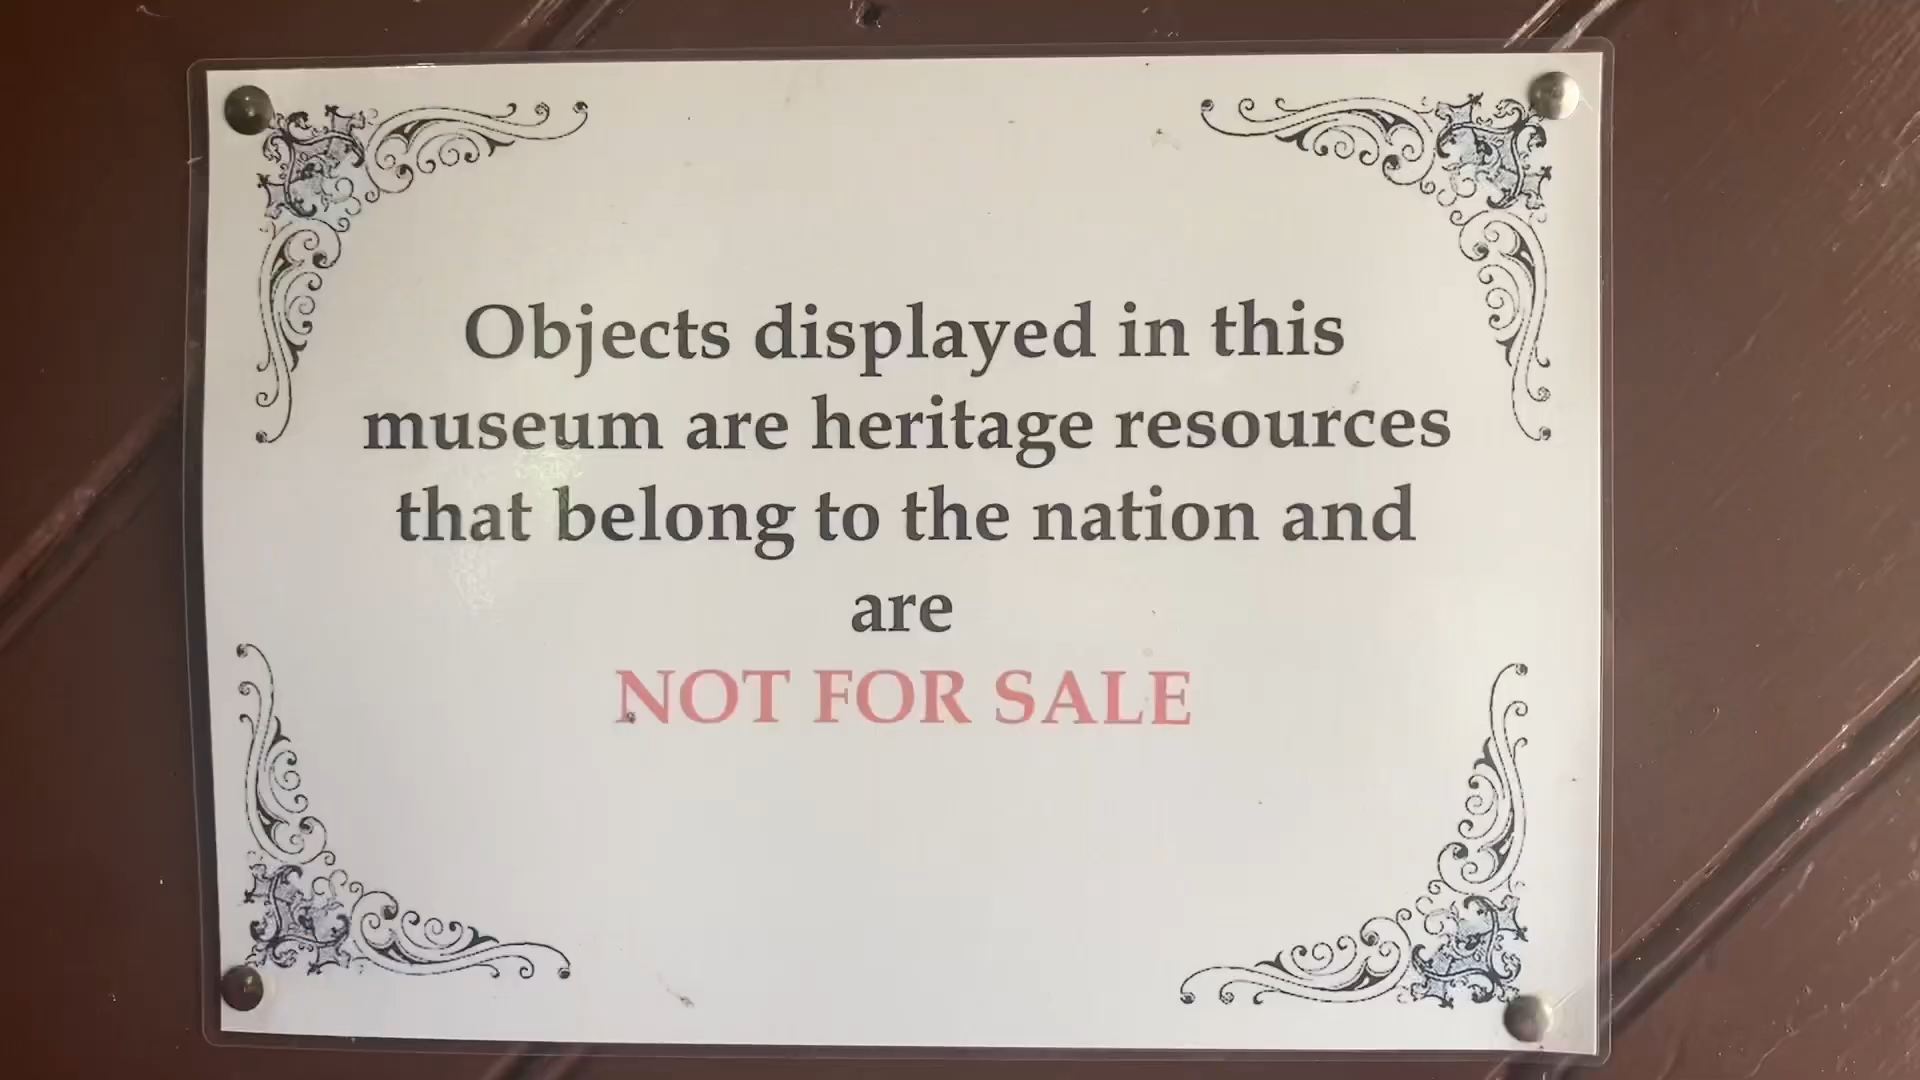 Objects displayed in this
museum are heritage resources
that belong to the nation and
are
NOT FOR SALE